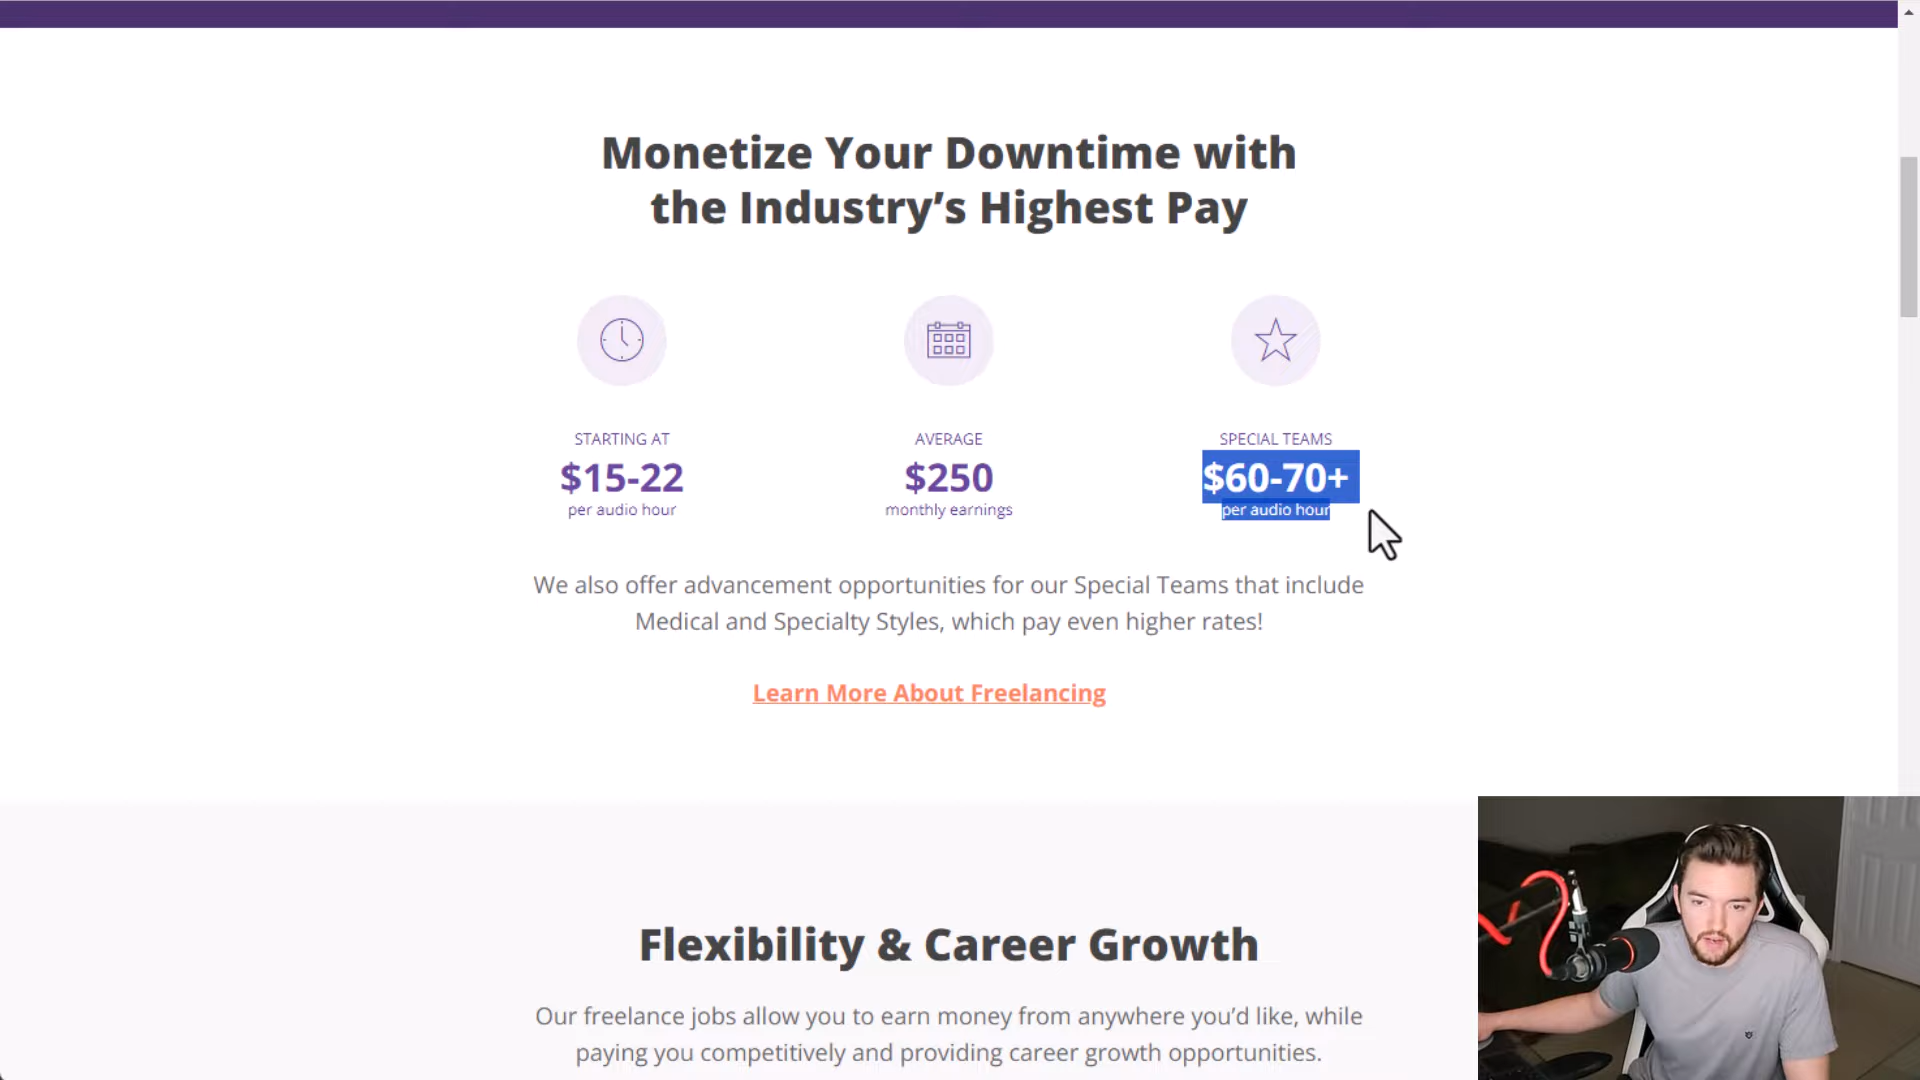 Monetize Your Downtime with
the Industry's Highest Pay
STARTING AT
$15-22
per audio hour
AVERAGE
$250
monthly earnings
SPECIAL TEAMS
$60-70+
per audio hour
We also offer advancement opportunities for our Special Teams that include
Medical and Specialty Styles, which pay even higher rates!
Learn More About Freelancing
Flexibility & Career Growth
Our freelance jobs allow you to earn money from anywhere you'd like, while
paying you competitively and providing career growth opportunities.